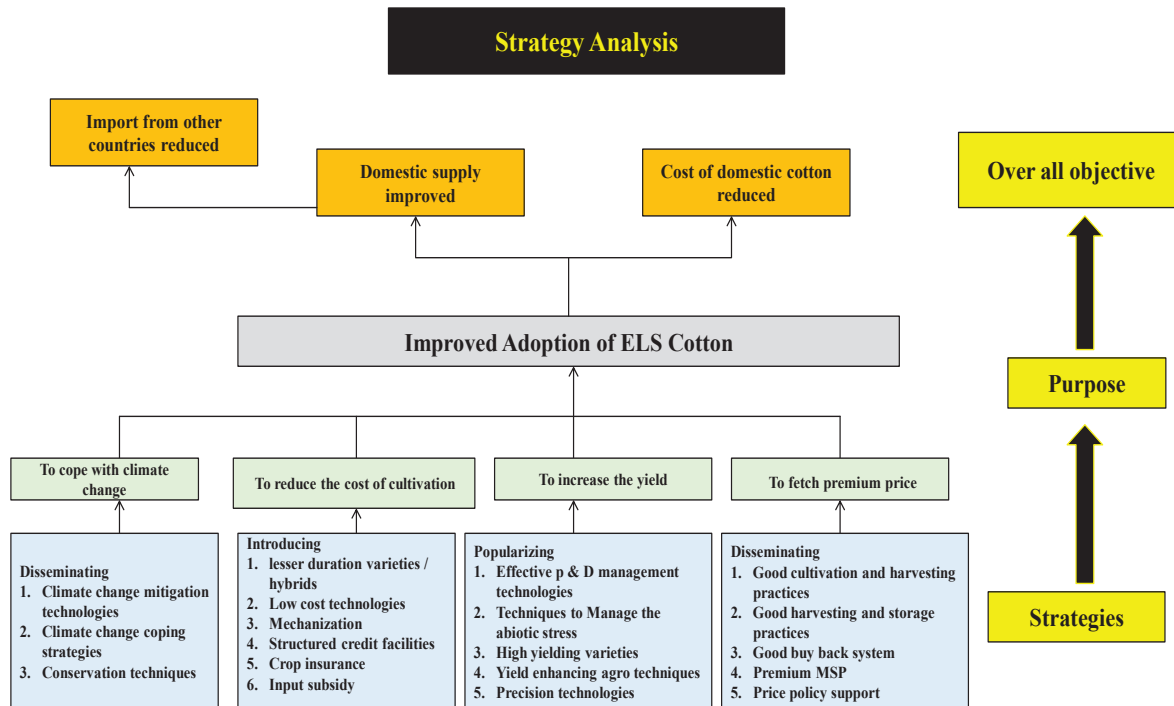 Strategy Analysis
Import from other
countries reduced
Domestic supply
improved
Cost of domestic cotton
reduced
Over all objective
Improved Adoption of ELS Cotton
Purpose
To cope with climate
change
To reduce the cost of cultivation
To increase the yield
To fetch premium price
Disseminating
1. Climate change mitigation
technologies
2. Climate change coping
strategies
3. Conservation techniques
Introducing
1. lesser duration varieties /
hybrids
2. Low cost technologies
3. Mechanization
4. Structured credit facilities
5. Crop insurance
6. Input subsidy
Popularizing
1. Effective p & D management
technologies
2. Techniques to Manage the
abiotic stress
3. High yielding varieties
4. Yield enhancing agro techniques
5. Precision technologies
Disseminating
1. Good cultivation and harvesting
practices
2. Good harvesting and storage
practices
3. Good buy back system
4. Premium MSP
5. Price policy support
Strategies